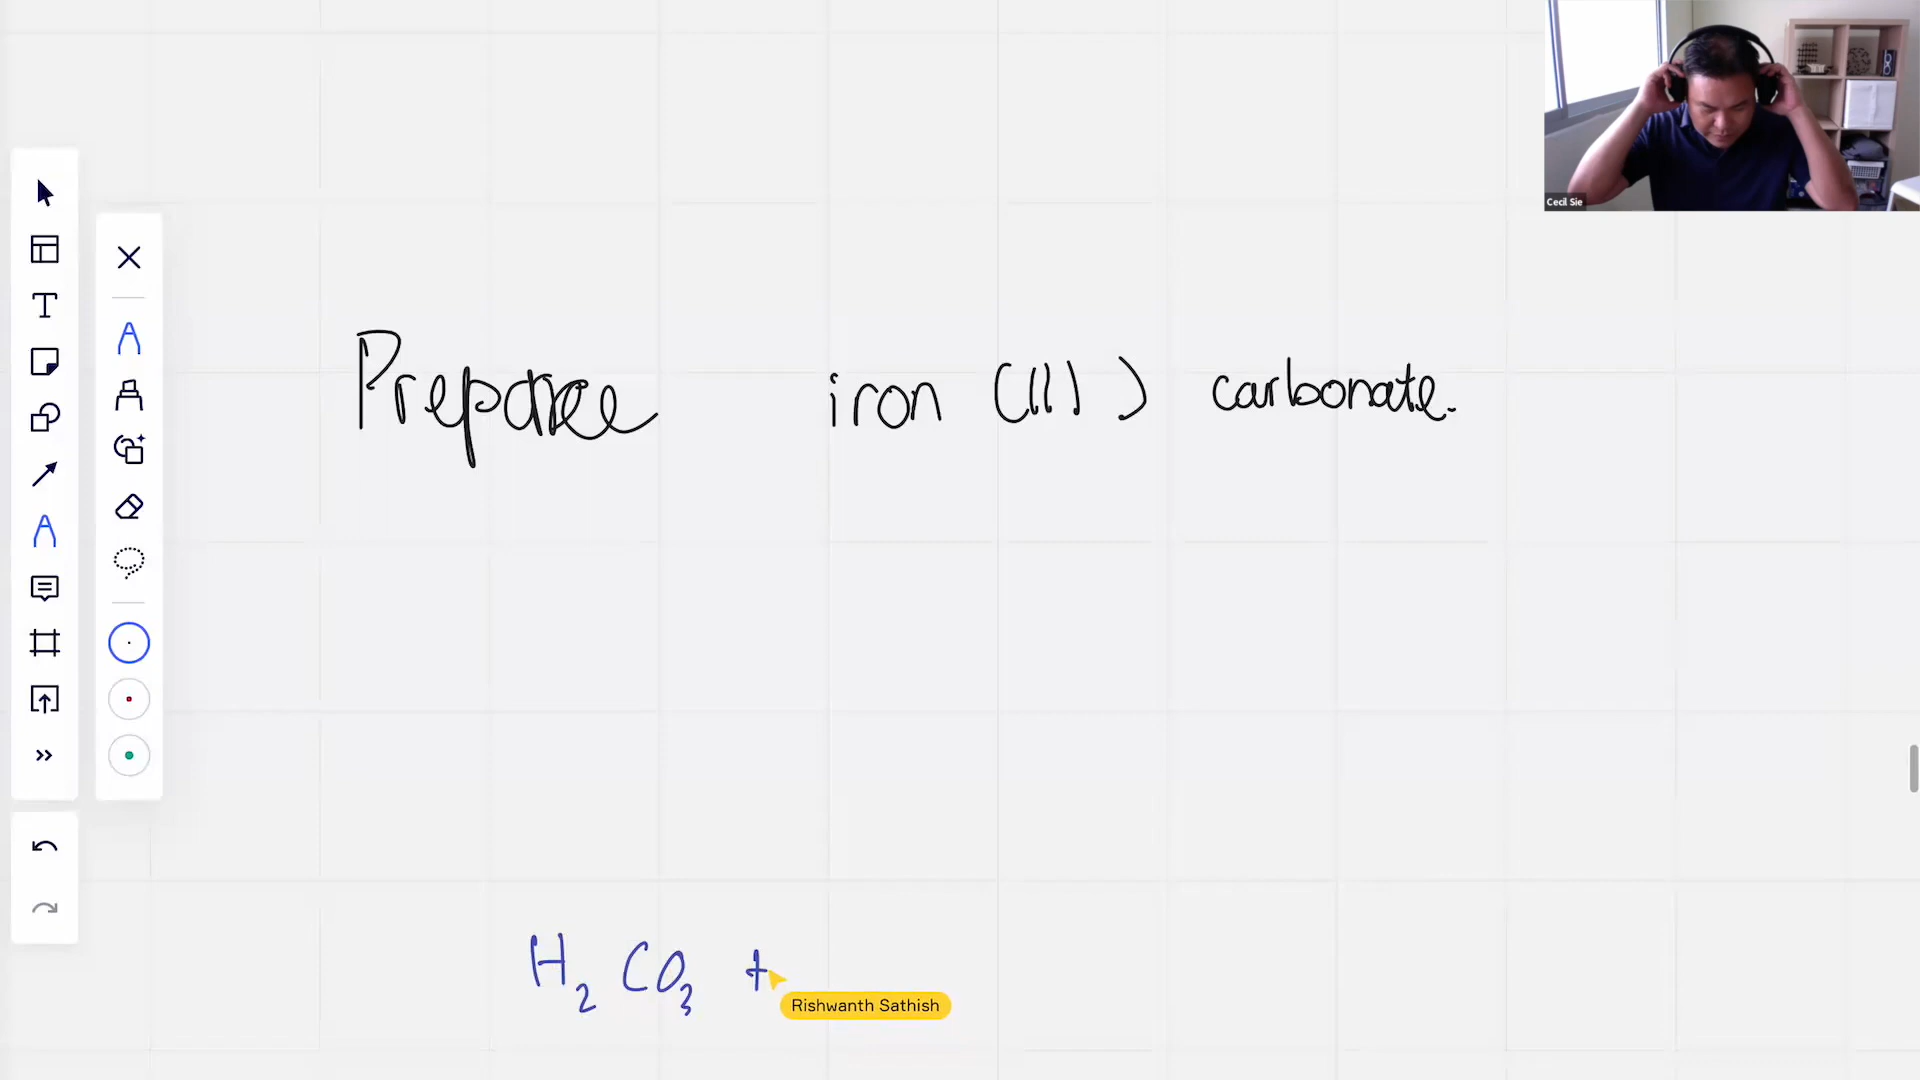 Cecil Sie
Prepare iron (II) carbonate.
H₂ CO₃ +
Rishwanth Sathish